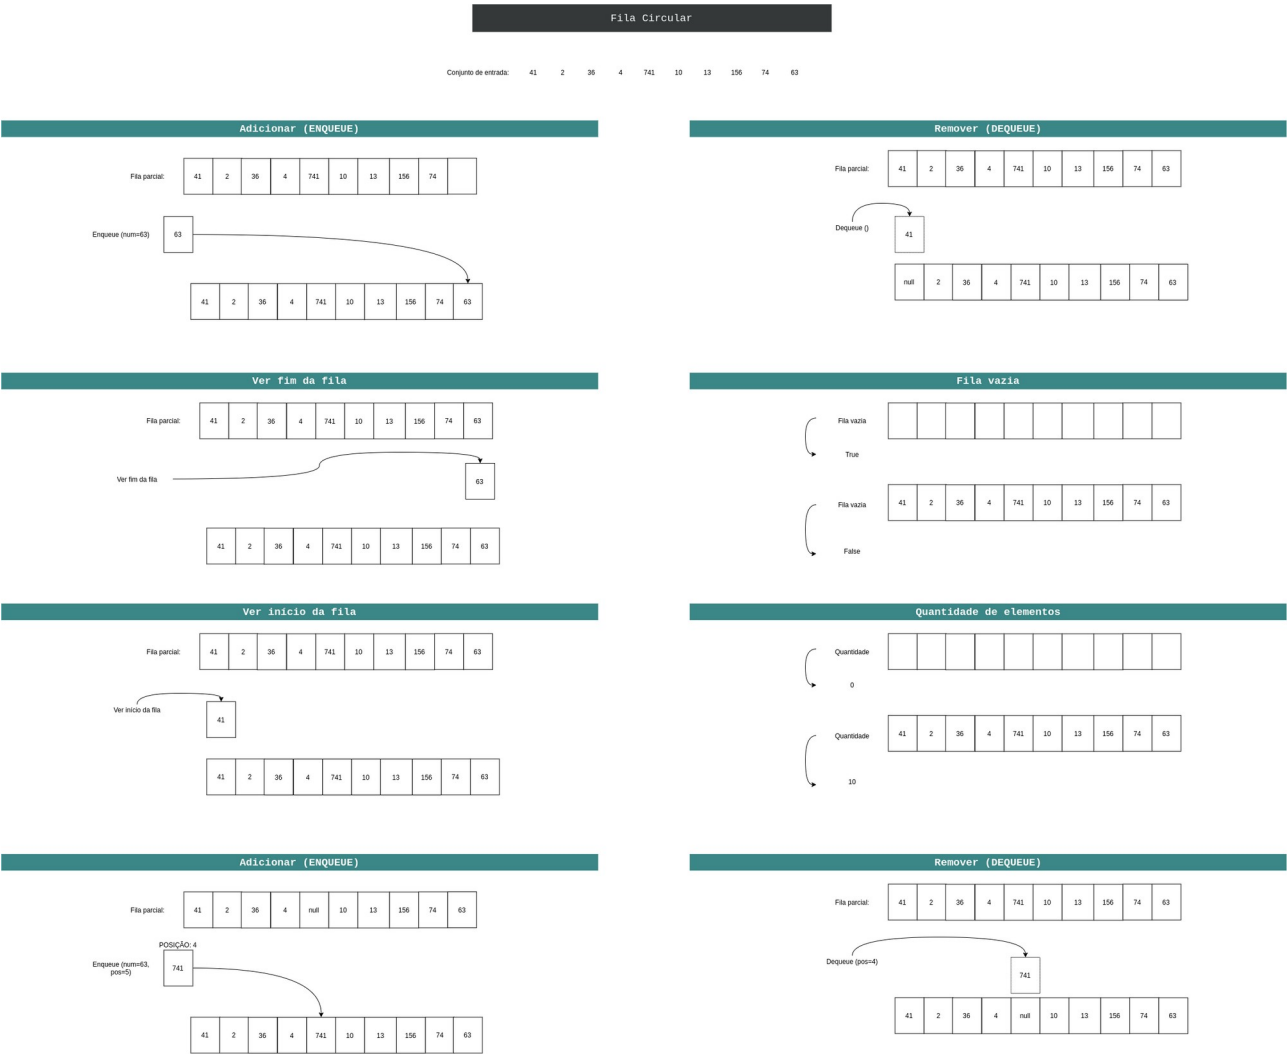 Fila Circular
Conjunto de entrada: 41 2 36 4 741 10 13 156 74 63
Adicionar (ENQUEUE)
Fila parcial: 41 2 36 4 741 10 13 156 74
Enqueue (num=63) 63
41 2 36 4 741 10 13 156 74 63
Remover (DEQUEUE)
Fila parcial: 41 2 36 4 741 10 13 156 74 63
Dequeue ()
41
null 2 36 4 741 10 13 156 74 63
Ver fim da fila
Fila parcial: 41 2 36 4 741 10 13 156 74 63
Ver fim da fila 63
41 2 36 4 741 10 13 156 74 63
Fila vazia
Fila vazia
True
Fila vazia 41 2 36 4 741 10 13 156 74 63
False
Ver inicio da fila
Fila parcial: 41 2 36 4 741 10 13 156 74 63
Ver início da fila
41
41 2 36 4 741 10 13 156 74 63
Quantidade de elementos
Quantidade
0
Quantidade 41 2 36 4 741 10 13 156 74 63
10
Adicionar (ENQUEUE)
Fila parcial: 41 2 36 4 null 10 13 156 74 63
POSIÇÃO: 4
Enqueue (num=63,
pos=5)
741
41 2 36 4 741 10 13 156 74 63
Remover (DEQUEUE)
Fila parcial: 41 2 36 4 741 10 13 156 74 63
Dequeue (pos=4)
741
41 2 36 4 null 10 13 156 74 63